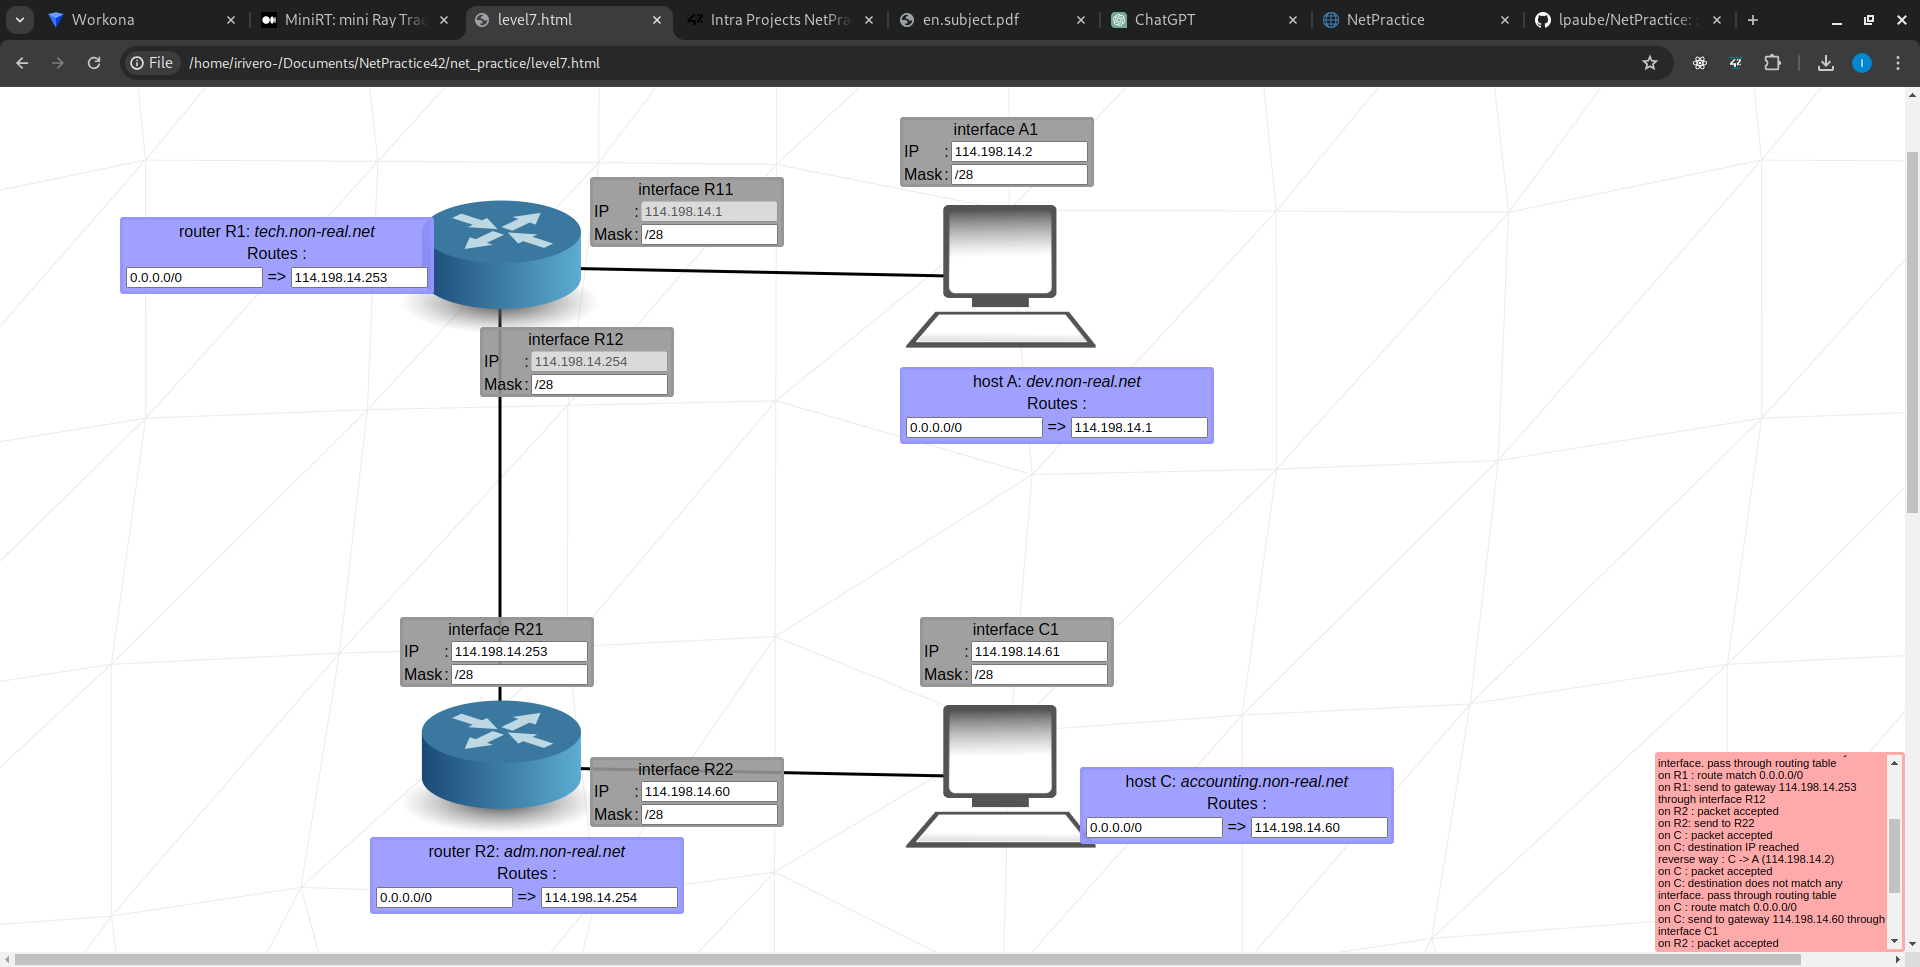 Workona
MiniRT: mini Ray Trac
level7.html
Intra Projects NetPra
en.subject.pdf
ChatGPT
NetPractice
lpaube/NetPractice:
File
/home/irivero-/Documents/NetPractice42/net_practice/level7.html
I
interface A1
IP : 114.198.14.2
Mask : /28
interface R11
IP : 114.198.14.1
Mask : /28
router R1: tech.non-real.net
Routes :
0.0.0.0/0 => 114.198.14.253
interface R12
IP : 114.198.14.254
Mask : /28
host A: dev.non-real.net
Routes :
0.0.0.0/0 => 114.198.14.1
interface R21
IP : 114.198.14.253
Mask : /28
interface C1
IP : 114.198.14.61
Mask : /28
interface R22
IP : 114.198.14.60
Mask : /28
host C: accounting.non-real.net
Routes :
0.0.0.0/0 => 114.198.14.60
router R2: adm.non-real.net
Routes :
0.0.0.0/0 => 114.198.14.254
interface. pass through routing table
on R1 : route match 0.0.0.0/0
on R1: send to gateway 114.198.14.253
through interface R12
on R2 : packet accepted
on R2: send to R22
on C : packet accepted
on C: destination IP reached
reverse way : C -> A (114.198.14.2)
on C : packet accepted
on C: destination does not match any
interface. pass through routing table
on C : route match 0.0.0.0/0
on C: send to gateway 114.198.14.60 through
interface C1
on R2 : packet accepted